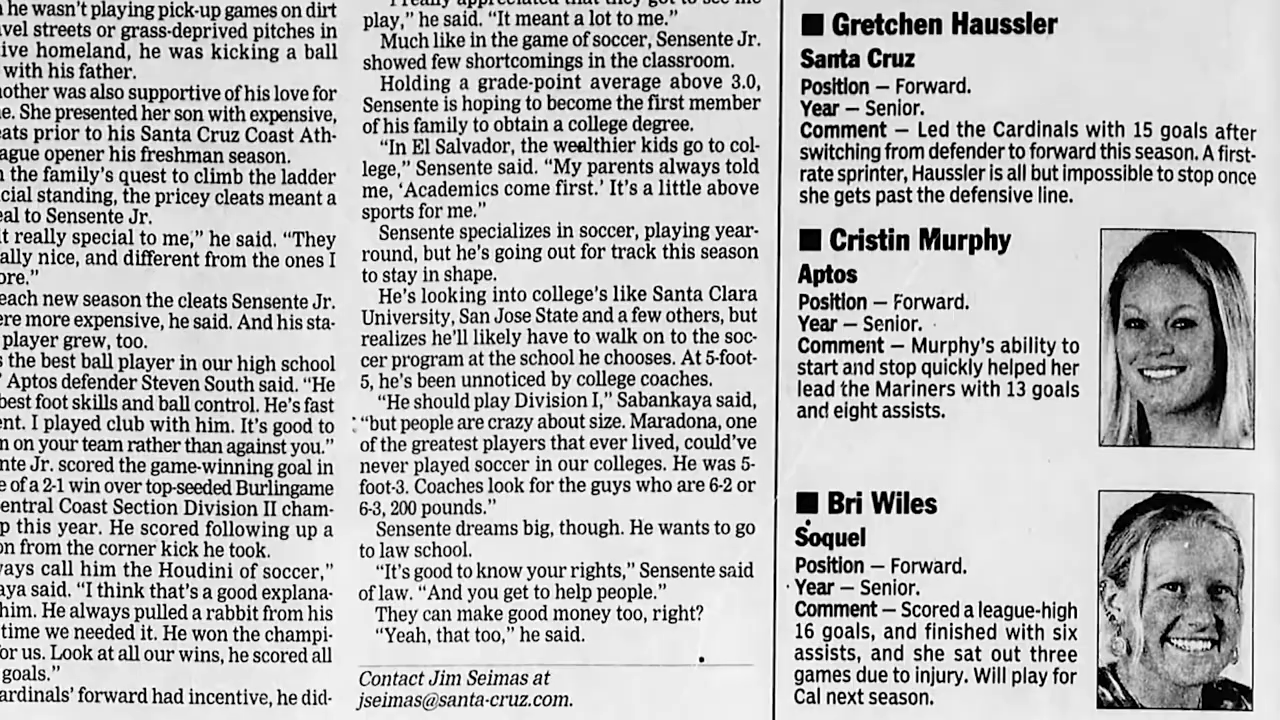 he wasn't playing pick-up games on dirt
streets or grass-deprived pitches in
homeland, he was kicking a ball
with his father.
was also supportive of his love for
She presented her son with expensive,
prior to his Santa Cruz Coast Ath-
opener his freshman season.
the family's quest to climb the ladder
standing, the pricey cleats meant a
to Sensente Jr.
really special to me,” he said. “They
nice, and different from the ones I
each new season the cleats Sensente Jr.
more expensive, he said. And his sta-
player grew, too.
the best ball player in our high school
Aptos defender Steven South said. “He
best foot skills and ball control. He's fast
I played club with him. It's good to
on your team rather than against you.”
Jr. scored the game-winning goal in
of a 2-1 win over top-seeded Burlingame
Coast Section Division II cham-
this year. He scored following up a
from the corner kick he took.
call him the Houdini of soccer,”
said. “I think that's a good explana-
him. He always pulled a rabbit from his
time we needed it. He won the champi-
for us. Look at all our wins, he scored all
goals.”
forward had incentive, he did-
play,” he said. “It meant a lot to me.”
Much like in the game of soccer, Sensente Jr.
showed few shortcomings in the classroom.
Holding a grade-point average above 3.0,
Sensente is hoping to become the first member
of his family to obtain a college degree.
“In El Salvador, the wealthier kids go to col-
lege,” Sensente said. “My parents always told
me, ‘Academics come first.’ It's a little above
sports for me.”
Sensente specializes in soccer, playing year-
round, but he's going out for track this season
to stay in shape.
He's looking into college's like Santa Clara
University, San Jose State and a few others, but
realizes he'll likely have to walk on to the soc-
cer program at the school he chooses. At 5-foot-
5, he's been unnoticed by college coaches.
“He should play Division I,” Sabankaya said,
“but people are crazy about size. Maradona, one
of the greatest players that ever lived, could've
never played soccer in our colleges. He was 5-
foot-3. Coaches look for the guys who are 6-2 or
6-3, 200 pounds.”
Sensente dreams big, though. He wants to go
to law school.
“It's good to know your rights,” Sensente said
of law. “And you get to help people.”
They can make good money too, right?
“Yeah, that too,” he said.
Contact Jim Seimas at
jseimas@santa-cruz.com.
■ Gretchen Haussler
Santa Cruz
Position — Forward.
Year — Senior.
Comment — Led the Cardinals with 15 goals after
switching from defender to forward this season. A first-
rate sprinter, Haussler is all but impossible to stop once
she gets past the defensive line.
■ Cristin Murphy
Aptos
Position — Forward.
Year — Senior.
Comment — Murphy's ability to
start and stop quickly helped her
lead the Mariners with 13 goals
and eight assists.
■ Bri Wiles
Soquel
Position — Forward.
Year — Senior.
Comment — Scored a league-high
16 goals, and finished with six
assists, and she sat out three
games due to injury. Will play for
Cal next season.